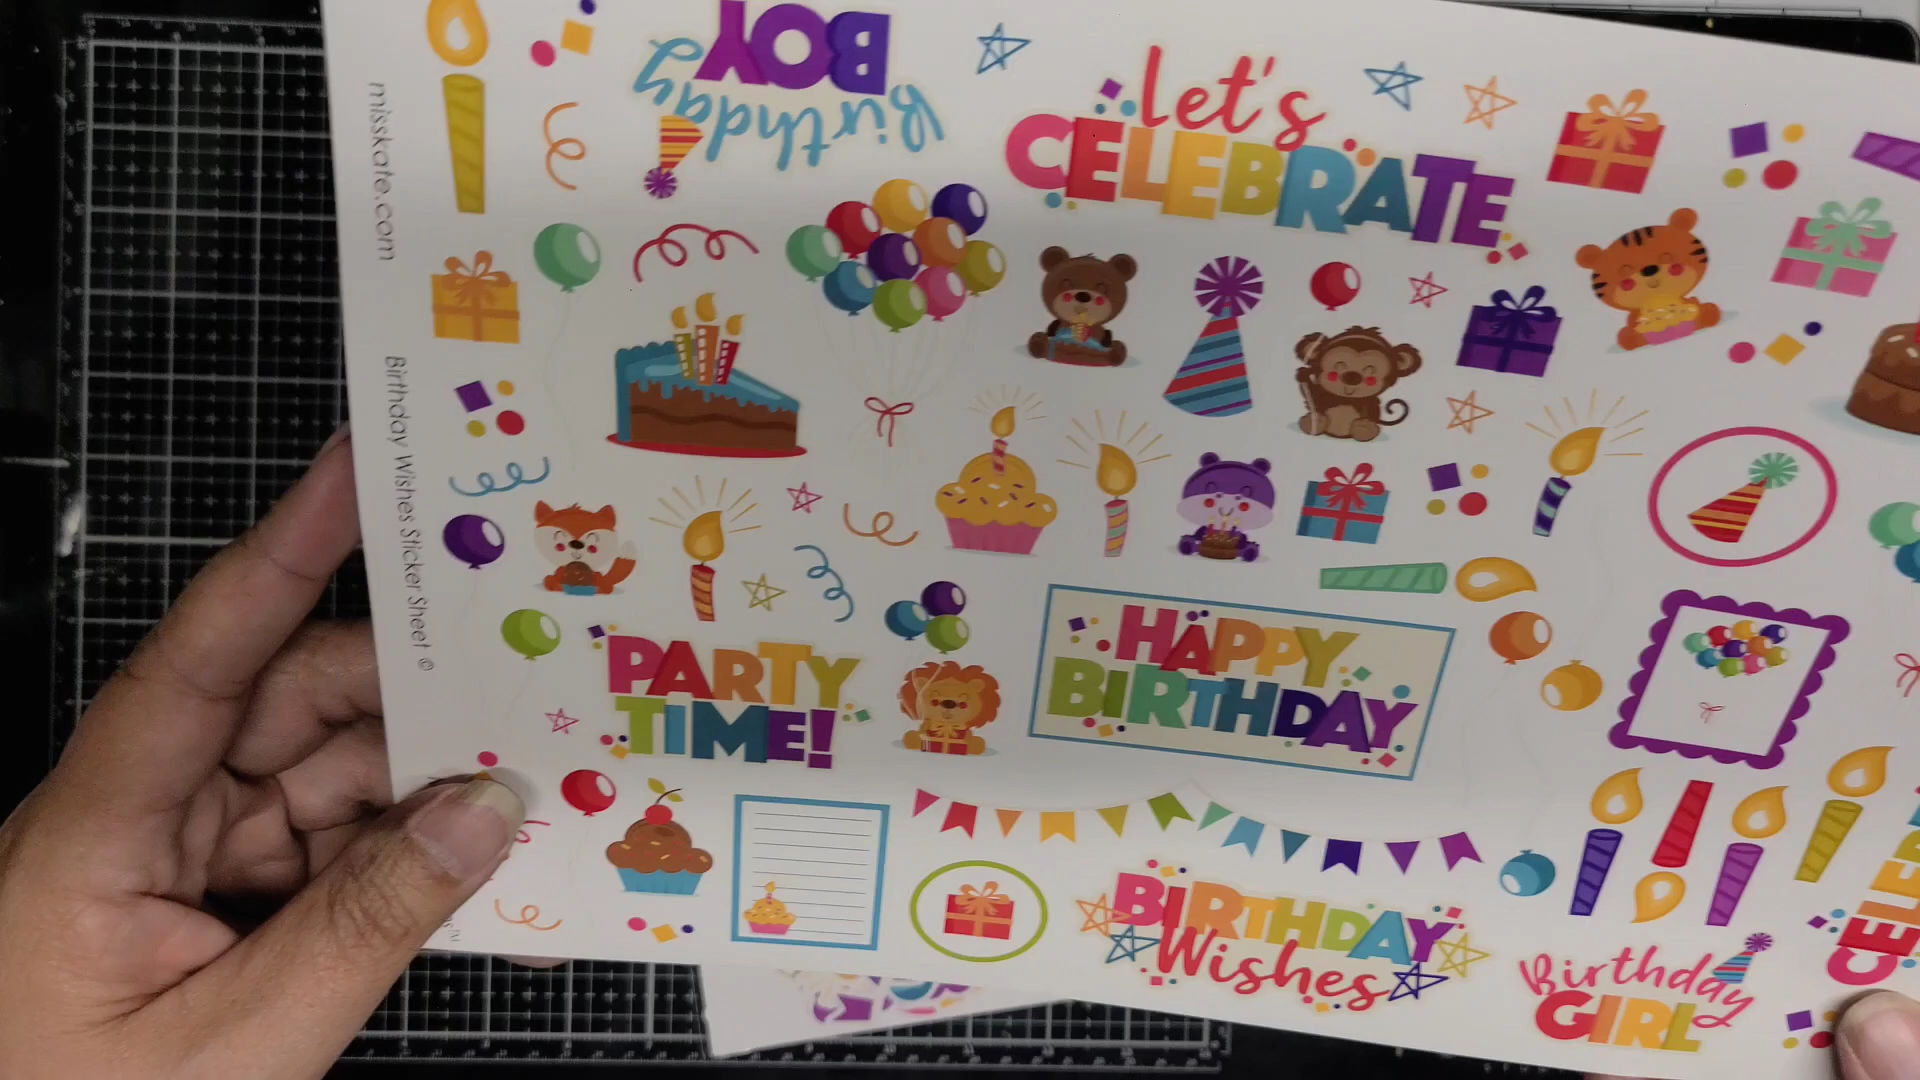 misskate.com
Birthday Wishes Sticker Sheet ©
Birthday
BOY
let's
CELEBRATE
PARTY
TIME!
HAPPY
BIRTHDAY
BIRTHDAY
Wishes
Birthday
GIRL